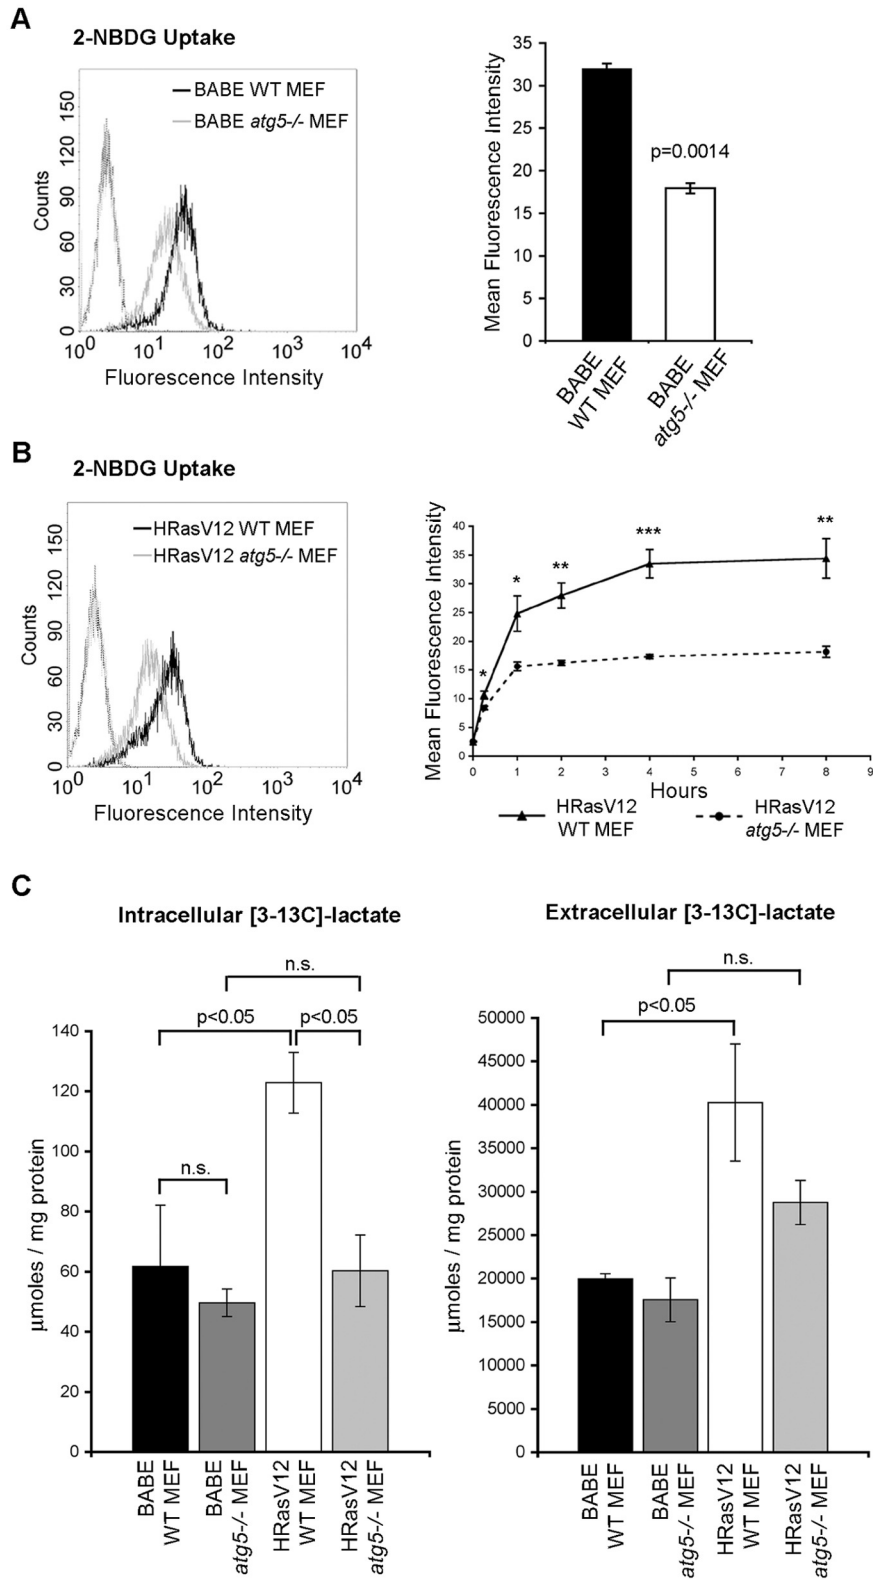 A
2-NBDG Uptake
BABE WT MEF
BABE atg5-/- MEF
Counts
150
120
90
60
30
0
10^0 10^1 10^2 10^3 10^4
Fluorescence Intensity
Mean Fluorescence Intensity
35
30
25
20
15
10
5
0
p=0.0014
BABE
WT MEF
BABE
atg5-/- MEF
B
2-NBDG Uptake
HRasV12 WT MEF
HRasV12 atg5-/- MEF
Counts
150
120
90
60
30
0
10^0 10^1 10^2 10^3 10^4
Fluorescence Intensity
Mean Fluorescence Intensity
40
35
30
25
20
15
10
5
0
* * ** *** **
0 1 2 3 4 5 6 7 8 9
Hours
HRasV12
WT MEF
HRasV12
atg5-/- MEF
C
Intracellular [3-13C]-lactate
n.s.
p<0.05 p<0.05
n.s.
μmoles / mg protein
140
120
100
80
60
40
20
0
BABE
WT MEF
BABE
atg5-/- MEF
HRasV12
WT MEF
HRasV12
atg5-/- MEF
Extracellular [3-13C]-lactate
n.s.
p<0.05
μmoles / mg protein
50000
45000
40000
35000
30000
25000
20000
15000
10000
5000
0
BABE
WT MEF
BABE
atg5-/- MEF
HRasV12
WT MEF
HRasV12
atg5-/- MEF